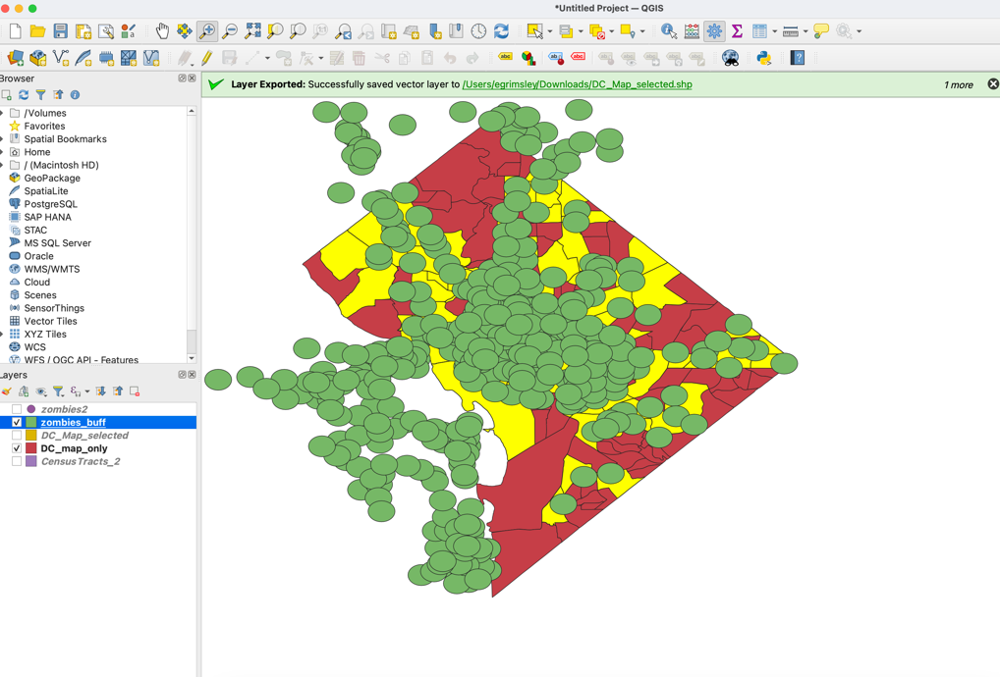 *Untitled Project — QGIS
Browser
Layer Exported: Successfully saved vector layer to /Users/egrimsley/Downloads/DC_Map_selected.shp
1 more
/Volumes
Favorites
Spatial Bookmarks
Home
/ (Macintosh HD)
GeoPackage
SpatiaLite
PostgreSQL
SAP HANA
STAC
MS SQL Server
Oracle
WMS/WMTS
Cloud
Scenes
SensorThings
Vector Tiles
XYZ Tiles
WCS
WFS / OGC API - Features
Layers
zombies2
zombies_buff
DC_Map_selected
DC_map_only
CensusTracts_2